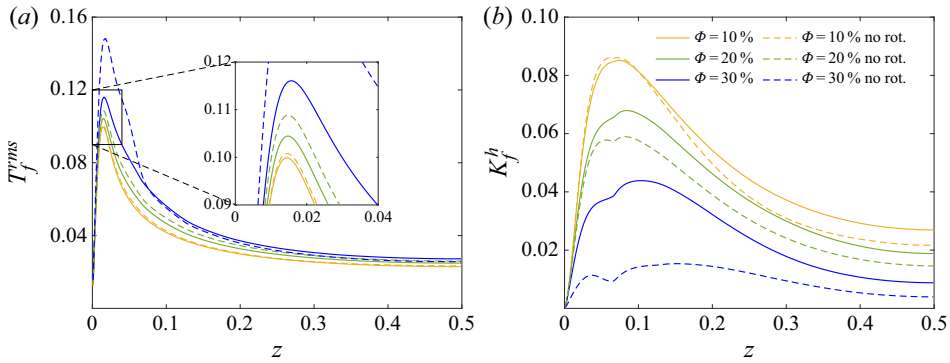 (a)
0.16
0.12
0.08
0.04
T_f^{rms}
0.12
0.11
0.10
0.09
0
0.02
0.04
0
0.1
0.2
0.3
0.4
0.5
z
(b)
0.10
0.08
0.06
0.04
0.02
K_f^h
Φ = 10 %
Φ = 10 % no rot.
Φ = 20 %
Φ = 20 % no rot.
Φ = 30 %
Φ = 30 % no rot.
0
0.1
0.2
0.3
0.4
0.5
z